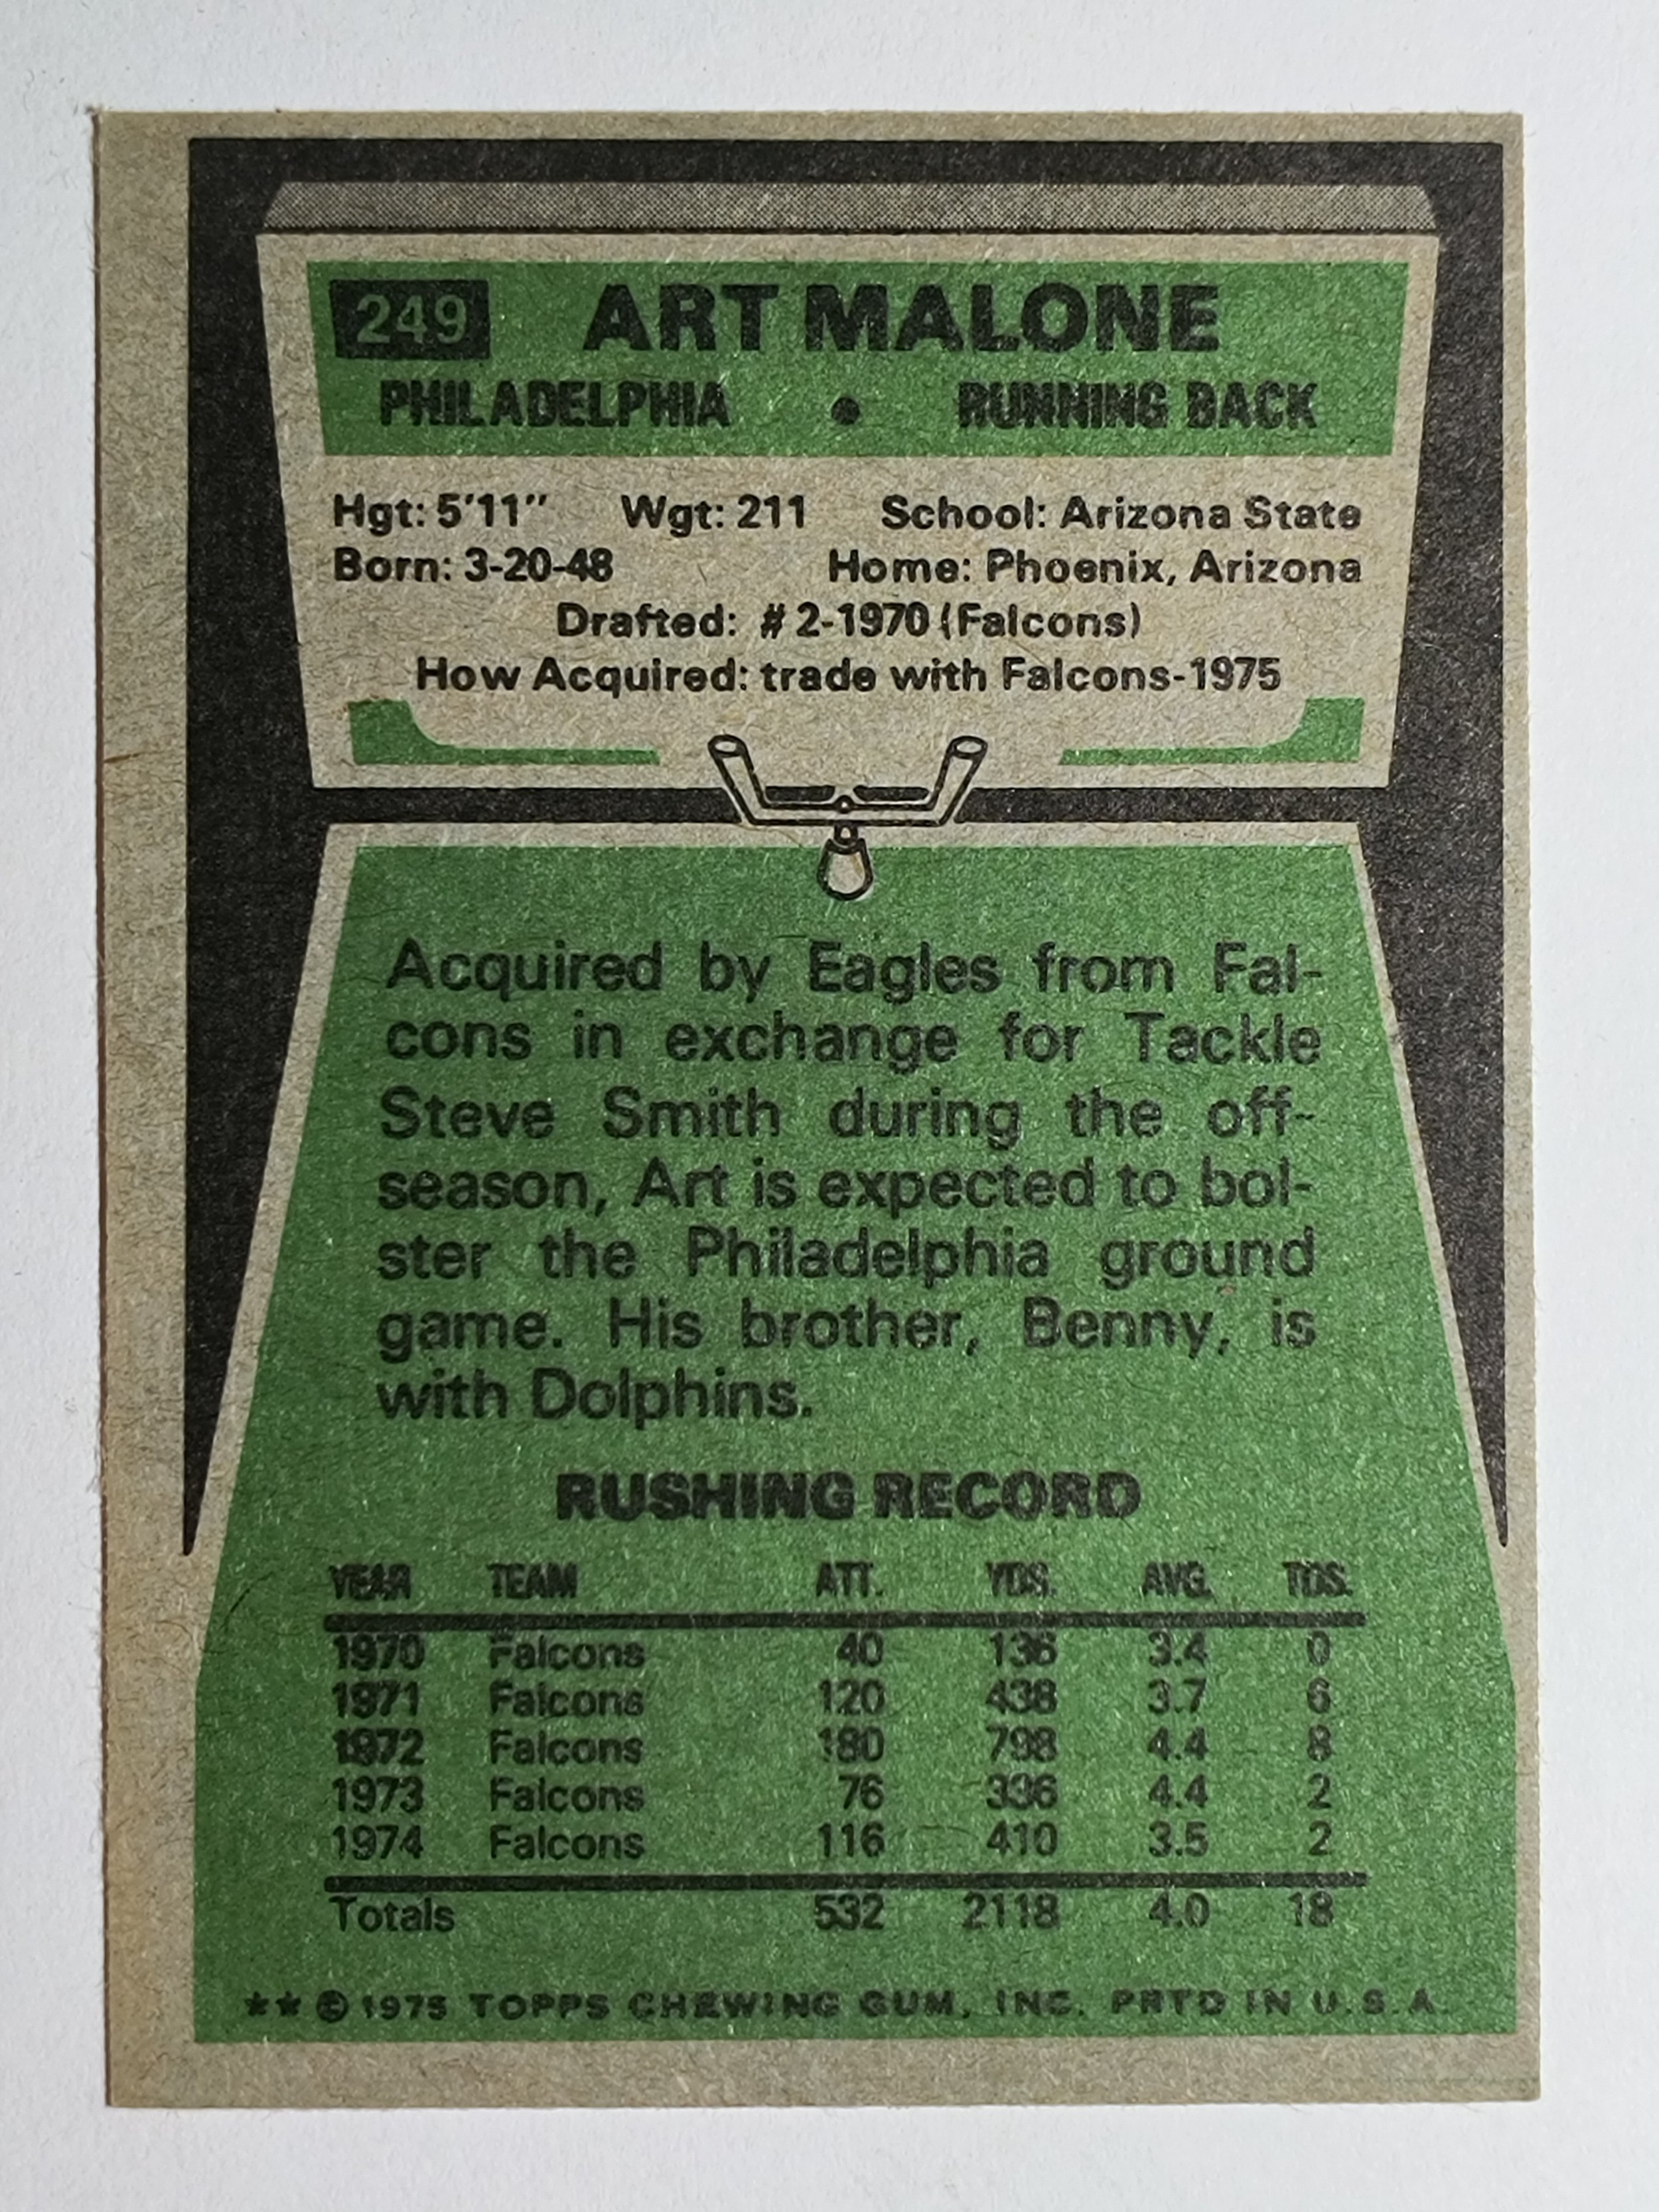 249 ART MALONE
PHILADELPHIA • RUNNING BACK
Hgt: 5'11" Wgt: 211 School: Arizona State
Born: 3-20-48 Home: Phoenix, Arizona
Drafted: # 2-1970 (Falcons)
How Acquired: trade with Falcons-1975
Acquired by Eagles from Fal-
cons in exchange for Tackle
Steve Smith during the off-
season, Art is expected to bol-
ster the Philadelphia ground
game. His brother, Benny, is
with Dolphins.
RUSHING RECORD
YEAR TEAM ATT. YDS. AVG. TDS.
1970 Falcons 40 136 3.4 0
1971 Falcons 120 438 3.7 6
1972 Falcons 180 798 4.4 8
1973 Falcons 76 336 4.4 2
1974 Falcons 116 410 3.5 2
Totals 532 2118 4.0 18
★★ © 1975 TOPPS CHEWING GUM, INC. PRTD IN U.S.A.